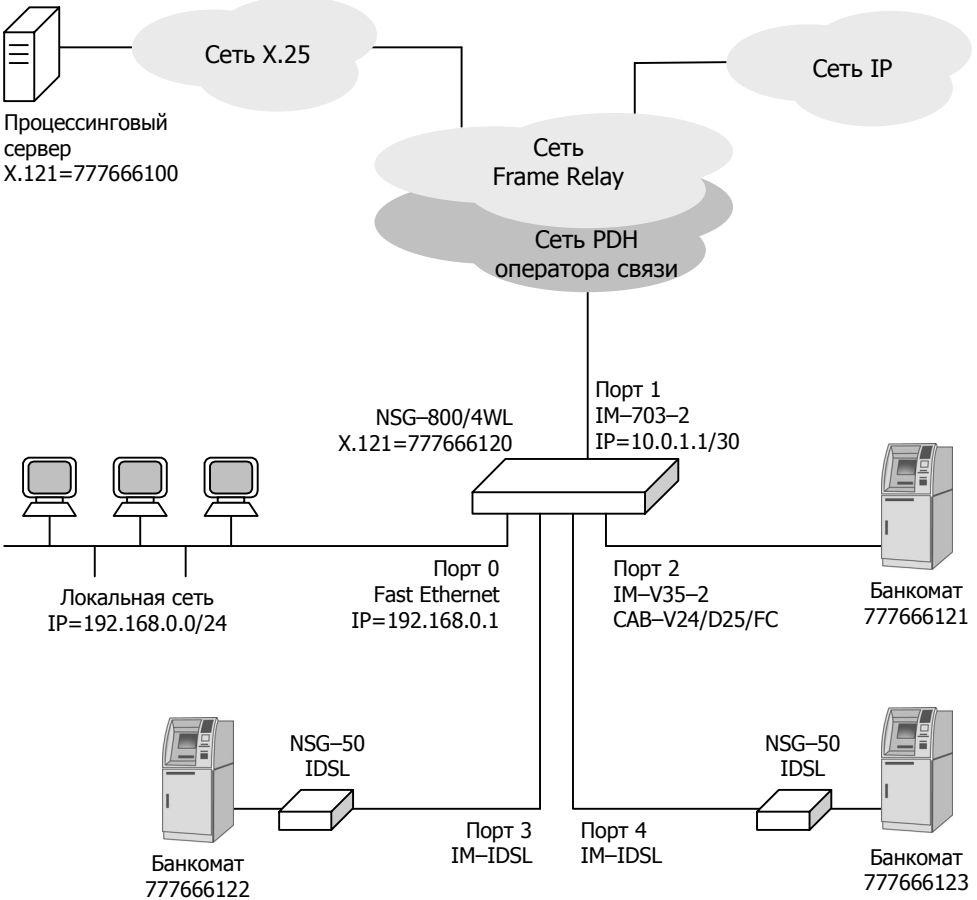 Сеть X.25
Сеть IP
Процессинговый
сервер
X.121=777666100
Сеть
Frame Relay
Сеть PDH
оператора связи
NSG–800/4WL
X.121=777666120
Порт 1
IM–703–2
IP=10.0.1.1/30
Порт 0
Fast Ethernet
IP=192.168.0.1
Порт 2
IM–V35–2
CAB–V24/D25/FC
Локальная сеть
IP=192.168.0.0/24
Банкомат
777666121
NSG–50
IDSL
NSG–50
IDSL
Порт 3
IM–IDSL
Порт 4
IM–IDSL
Банкомат
777666122
Банкомат
777666123